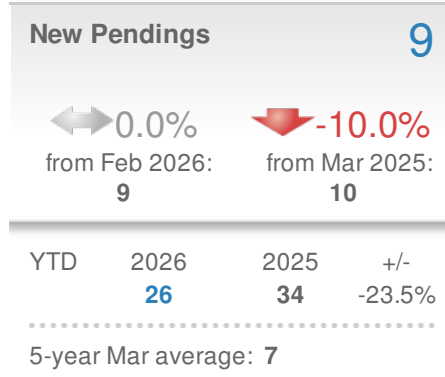 New Pendings 9
0.0% -10.0%
from Feb 2026: from Mar 2025:
9 10
YTD 2026 2025 +/-
26 34 -23.5%
5-year Mar average: 7